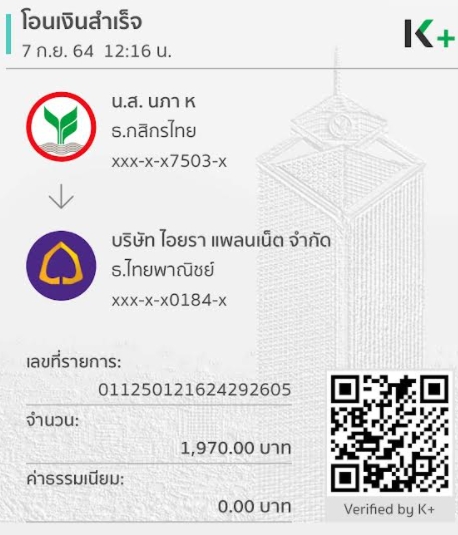 โอนเงินสำเร็จ
7 ก.ย. 64 12:16 น.
K+
น.ส. นภา ห
ธ.กสิกรไทย
xxx-x-x7503-x
บริษัท ไอยรา แพลนเน็ต จำกัด
ธ.ไทยพาณิชย์
xxx-x-x0184-x
เลขที่รายการ:
011250121624292605
จำนวน:
1,970.00 บาท
ค่าธรรมเนียม:
0.00 บาท
Verified by K+